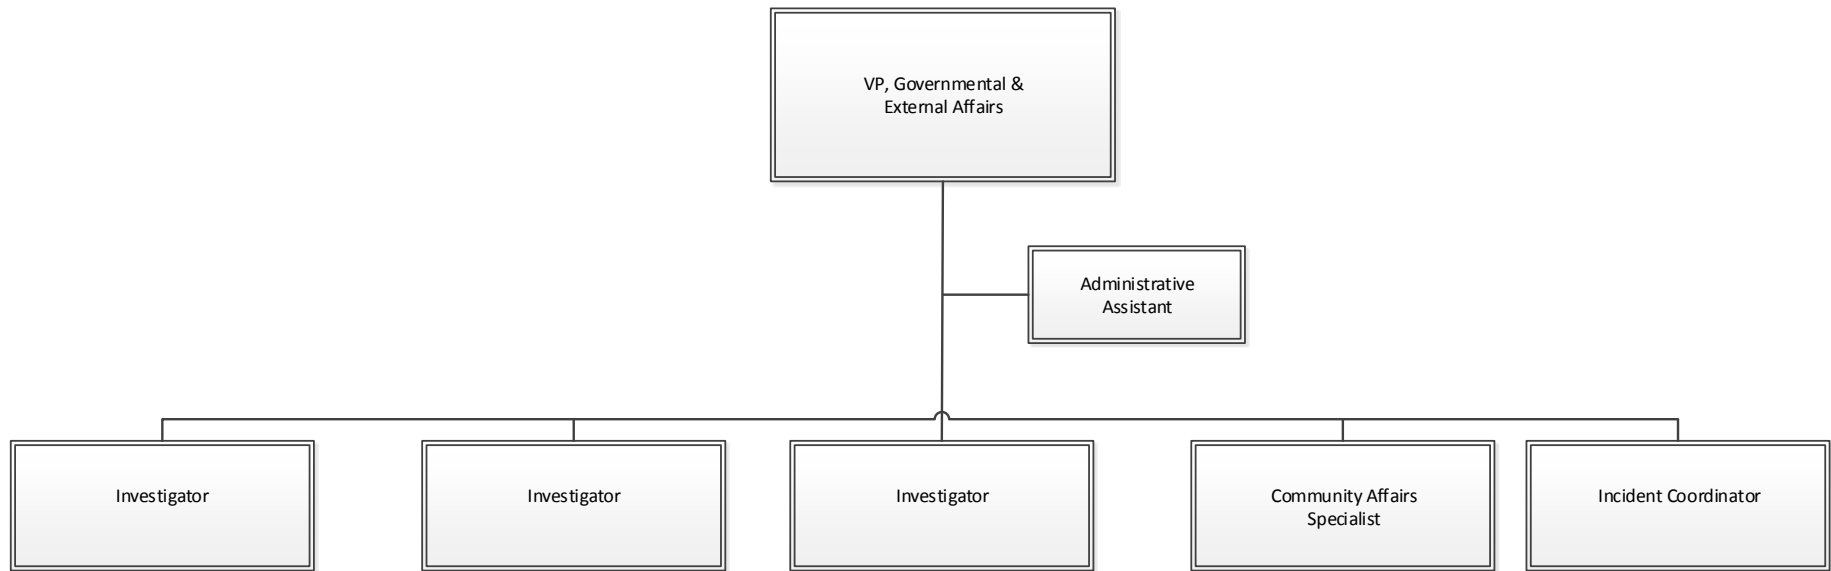 VP, Governmental &
External Affairs
Administrative
Assistant
Investigator
Investigator
Investigator
Community Affairs
Specialist
Incident Coordinator